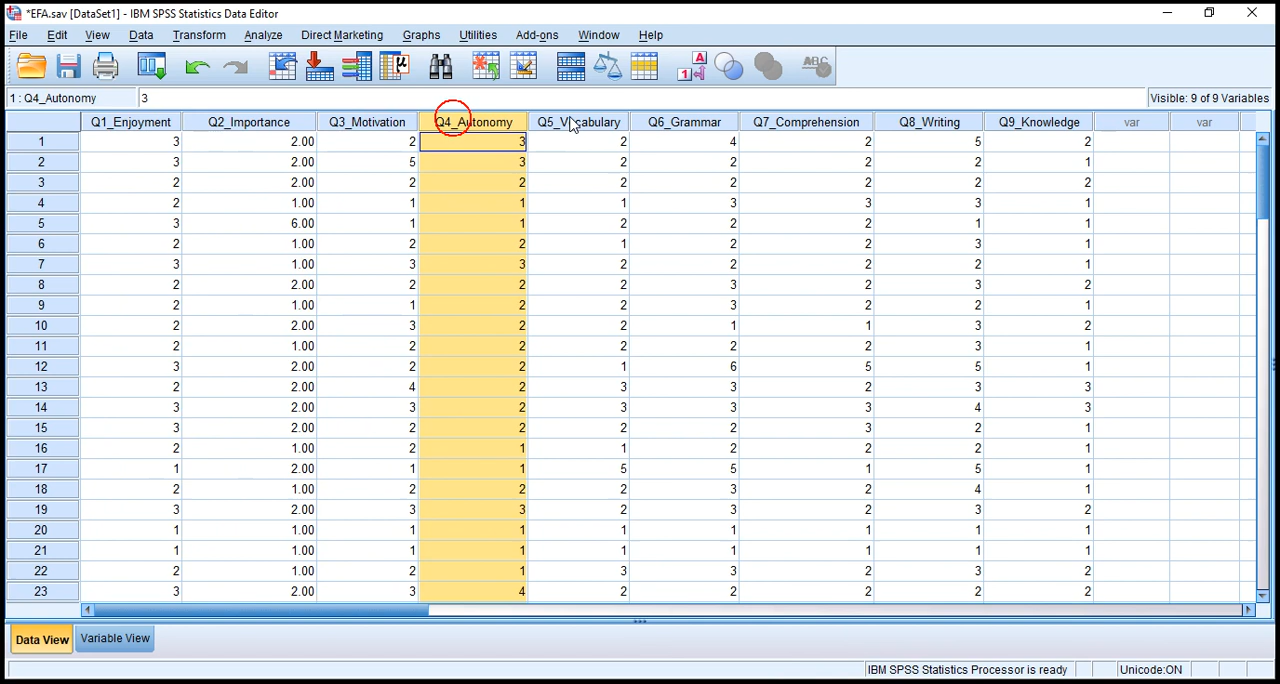 *EFA.sav [DataSet1] - IBM SPSS Statistics Data Editor
File Edit View Data Transform Analyze Direct Marketing Graphs Utilities Add-ons Window Help
1 : Q4_Autonomy 3 Visible: 9 of 9 Variables
Q1_Enjoyment Q2_Importance Q3_Motivation Q4_Autonomy Q5_Vocabulary Q6_Grammar Q7_Comprehension Q8_Writing Q9_Knowledge var var
1 3 2.00 2 3 2 4 2 5 2
2 3 2.00 5 3 2 2 2 2 1
3 2 2.00 2 2 2 2 2 2 2
4 2 1.00 1 1 2 3 3 3 1
5 3 6.00 1 1 2 2 2 1 1
6 2 1.00 2 2 1 2 2 3 1
7 3 1.00 3 3 2 2 2 2 1
8 2 2.00 2 2 2 3 2 3 2
9 2 1.00 1 2 2 3 2 2 1
10 2 2.00 3 2 2 1 1 3 2
11 2 1.00 2 2 2 2 2 3 1
12 3 2.00 2 2 1 6 5 5 1
13 2 2.00 4 2 3 3 2 3 3
14 3 2.00 3 2 3 3 3 4 3
15 3 2.00 2 2 2 2 3 2 1
16 2 1.00 2 1 1 2 2 2 1
17 1 2.00 1 1 5 5 1 5 1
18 2 1.00 2 2 2 3 2 4 1
19 3 2.00 3 3 2 3 2 3 2
20 1 1.00 1 1 1 1 1 1 1
21 1 1.00 1 1 1 1 1 1 1
22 2 1.00 2 1 3 3 2 3 2
23 3 2.00 3 4 2 2 2 2 2
Data View Variable View
IBM SPSS Statistics Processor is ready Unicode:ON